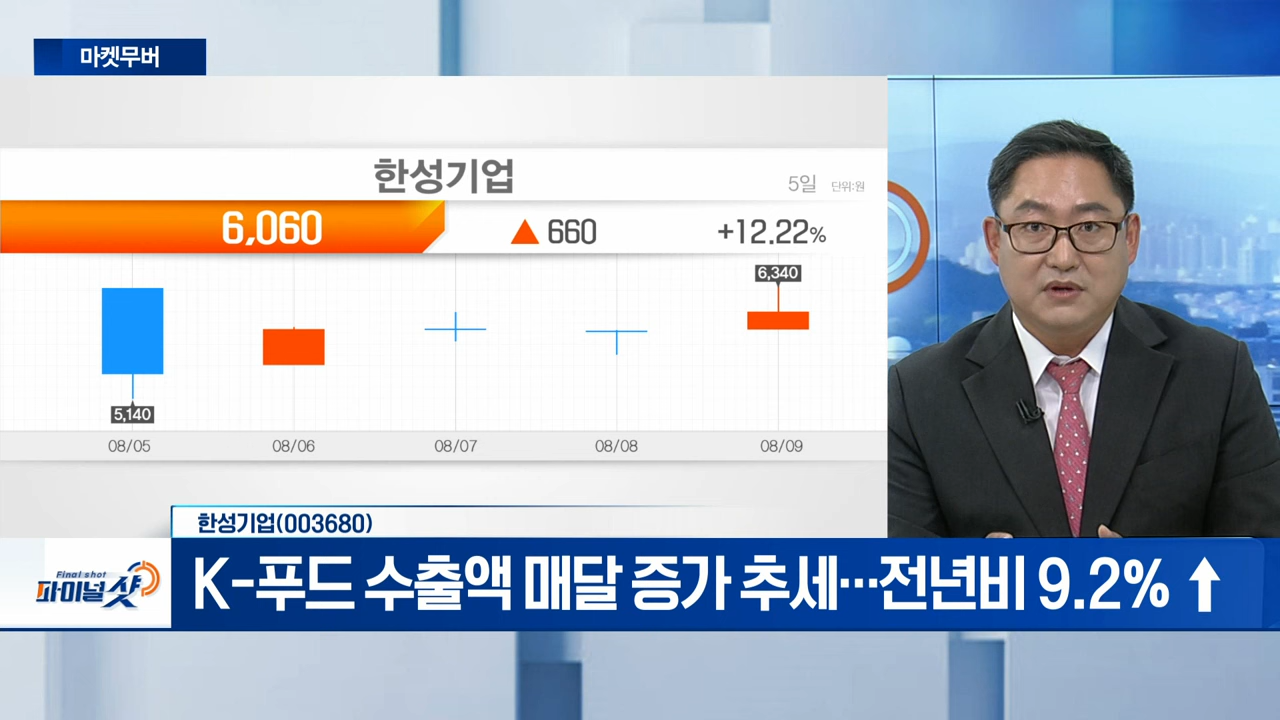 마켓무버
한성기업
5일 단위:원
6,060 ▲ 660 +12.22%
6,340
5,140
08/05 08/06 08/07 08/08 08/09
한성기업(003680)
Final shot
파이널샷
K-푸드 수출액 매달 증가 추세…전년비 9.2% ↑